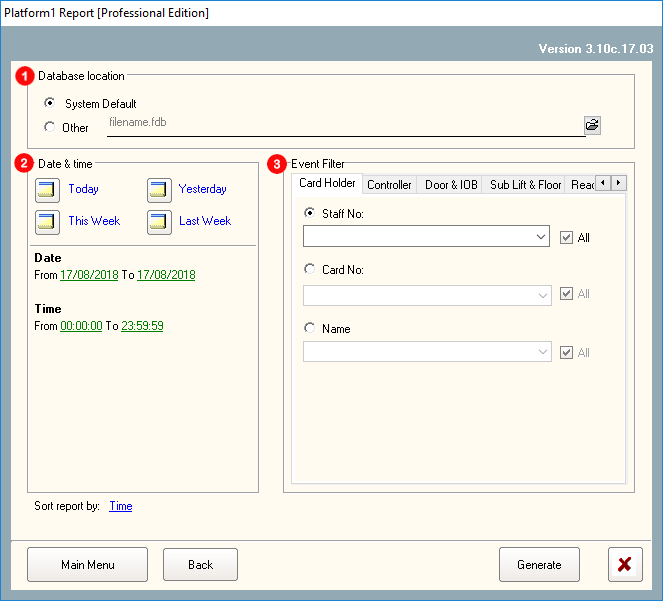 Platform1 Report [Professional Edition]
Version 3.10c.17.03
1 Database location
System Default
Other filename.fdb
2 Date & time
Today Yesterday
This Week Last Week
Date
From 17/08/2018 To 17/08/2018
Time
From 00:00:00 To 23:59:59
3 Event Filter
Card Holder Controller Door & IOB Sub Lift & Floor Reac
Staff No:
All
Card No:
All
Name
All
Sort report by: Time
Main Menu Back Generate